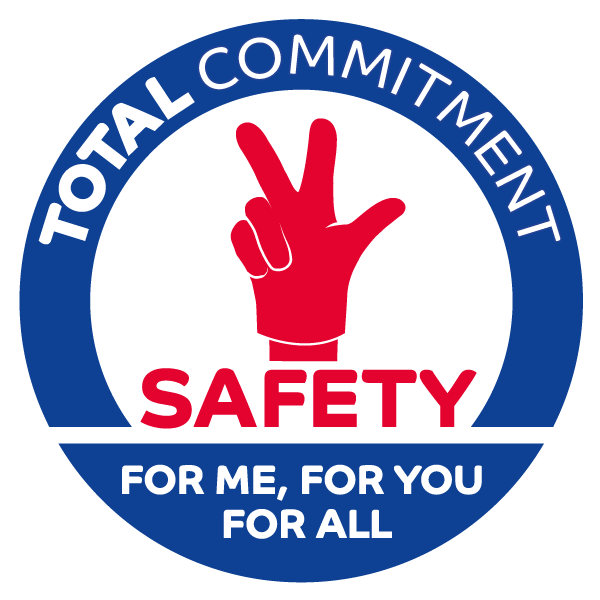 TOTAL COMMITMENT
SAFETY
FOR ME, FOR YOU
FOR ALL